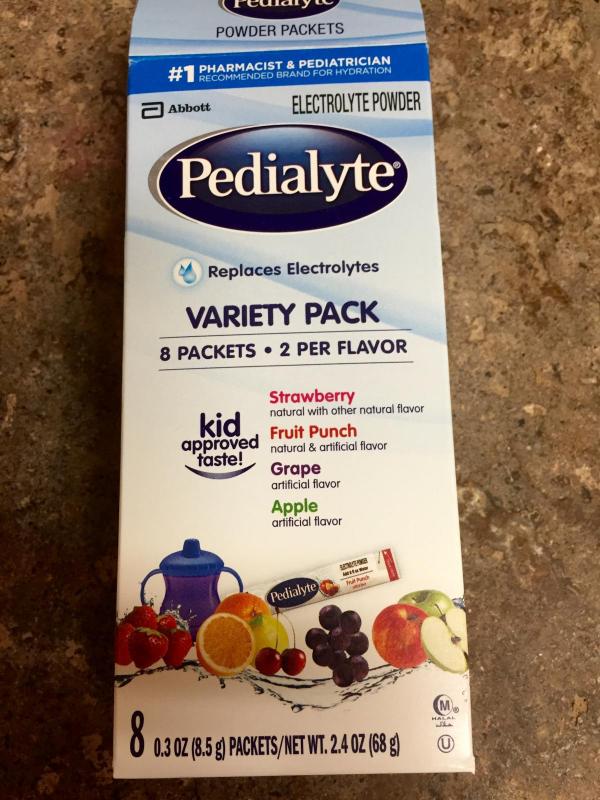 Pedialyte
POWDER PACKETS
#1 PHARMACIST & PEDIATRICIAN
RECOMMENDED BRAND FOR HYDRATION
Abbott
ELECTROLYTE POWDER
Pedialyte®
Replaces Electrolytes
VARIETY PACK
8 PACKETS • 2 PER FLAVOR
kid
approved
taste!
Strawberry
natural with other natural flavor
Fruit Punch
natural & artificial flavor
Grape
artificial flavor
Apple
artificial flavor
Pedialyte
ELECTROLYTE POWDER
Fruit Punch
M®
HALAL
U
8 0.3 OZ (8.5 g) PACKETS/NET WT. 2.4 OZ (68 g)